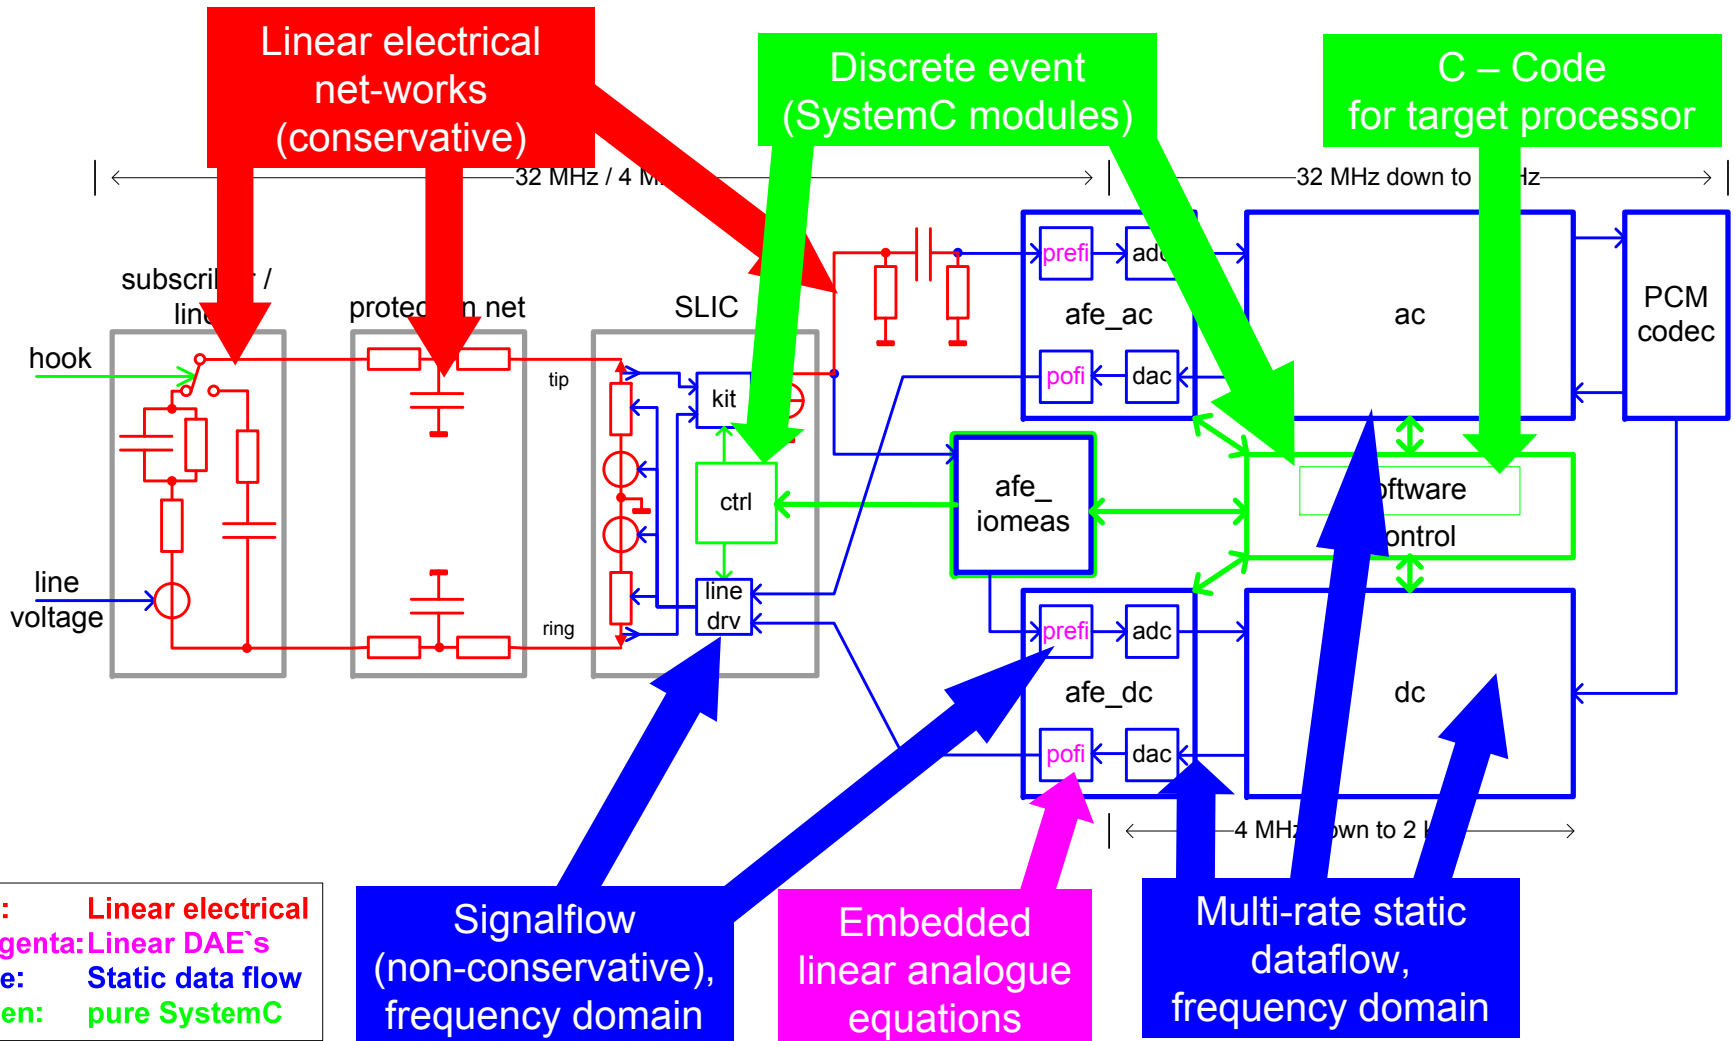 Linear electrical
net-works
(conservative)
Discrete event
(SystemC modules)
C – Code
for target processor
32 MHz / 4 M
32 MHz down to
Hz
subscriber /
line
protection net
SLIC
hook
tip
kit
ctrl
line
drv
ring
line
voltage
prefi
adc
afe_ac
pofi
dac
ac
PCM
codec
afe_
iomeas
oftware
ontrol
prefi
adc
afe_dc
pofi
dac
dc
4 MHz down to 2 k
: Linear electrical
genta: Linear DAE`s
e: Static data flow
en: pure SystemC
Signalflow
(non-conservative),
frequency domain
Embedded
linear analogue
equations
Multi-rate static
dataflow,
frequency domain